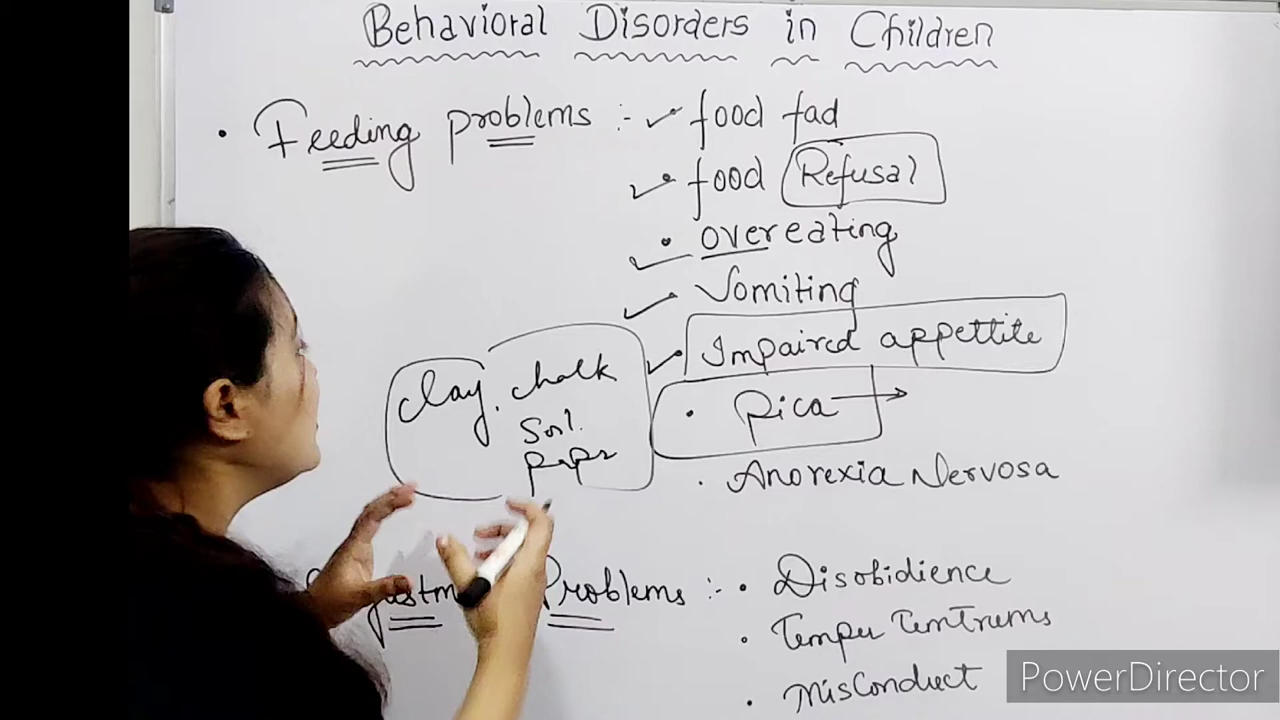 Behavioral Disorders in Children
• Feeding problems :- ✓ food fad
✓ • food Refusal
✓ • overeating
✓ Vomiting
✓ • Impaired appettite
clay, chalk
soil.
• pica →
• Anorexia Nervosa
Problems :- • Disobidience
• Temper Temtrums
• Misconduct
PowerDirector